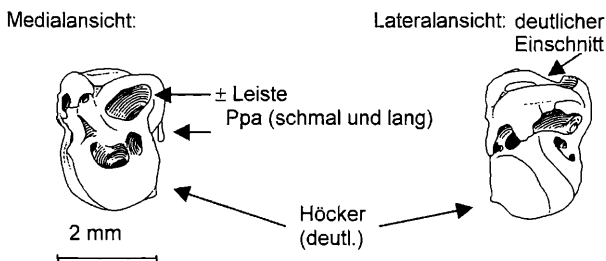 Medialansicht:
Lateralansicht: deutlicher
Einschnitt
± Leiste
Ppa (schmal und lang)
Höcker
(deutl.)
2 mm